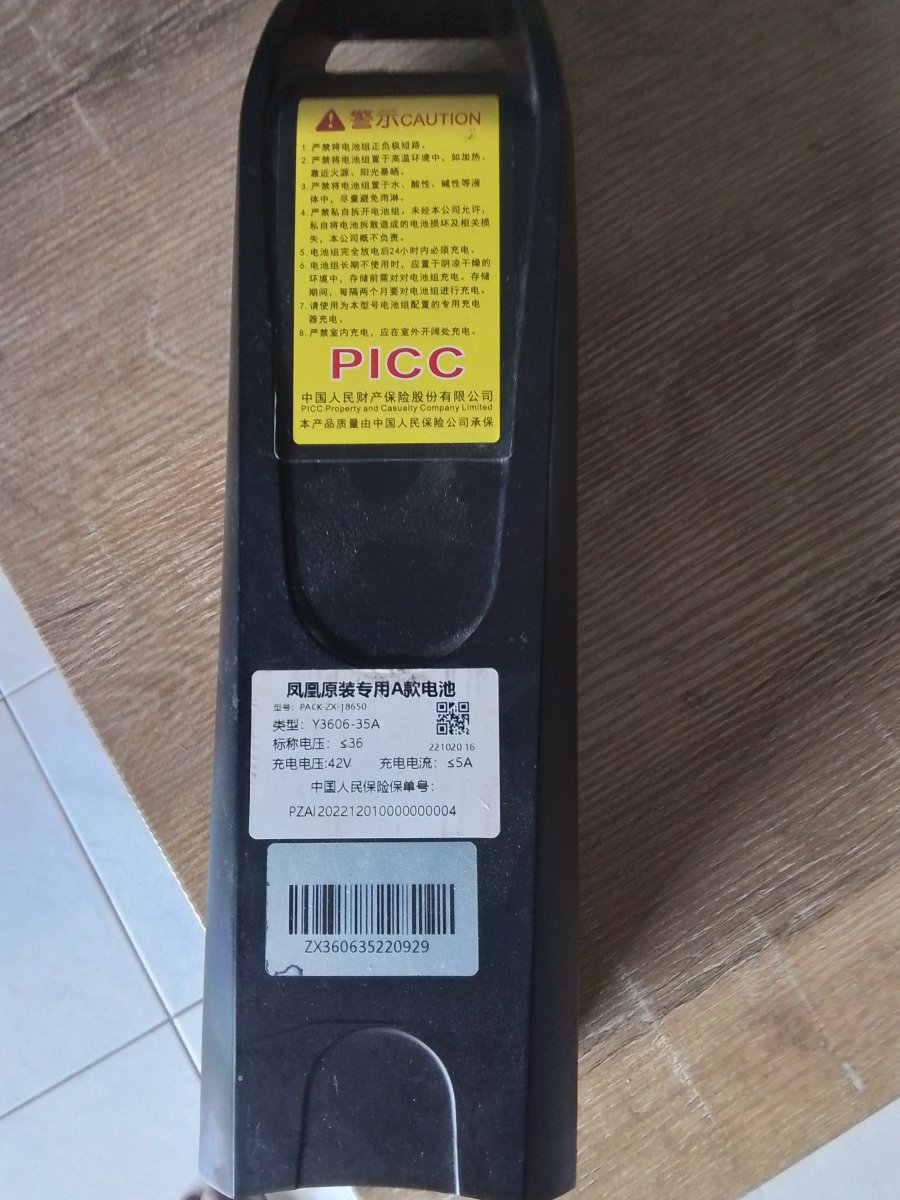 警示CAUTION
1. 严禁将电池组正负极短路。
2. 严禁将电池组置于高温环境中，如加热、
靠近火源、阳光暴晒。
3. 严禁将电池组置于水、酸性、碱性等液
体中，尽量避免雨淋。
4. 严禁私自拆开电池组。未经本公司允许，
私自将电池拆散造成的电池损坏及相关损
失，本公司概不负责。
5. 电池组完全放电后24小时内必须充电。
6. 电池组长期不使用时，应置于阴凉干燥的
环境中、存储前需对对电池组充电。存储
期间，每隔两个月要对电池组进行充电。
7. 请使用为本型号电池组配置的专用充电
器充电。
8. 严禁室内充电，应在室外开阔处充电。
PICC
中国人民财产保险股份有限公司
PICC Property and Casualty Company Limited
本产品质量由中国人民保险公司承保
凤凰原装专用A款电池
型号：PACK-ZX-18650
类型：Y3606-35A
标称电压：≤36
22102016
充电电压:42V 充电电流：≤5A
中国人民保险保单号：
PZAI202212010000000004
ZX360635220929